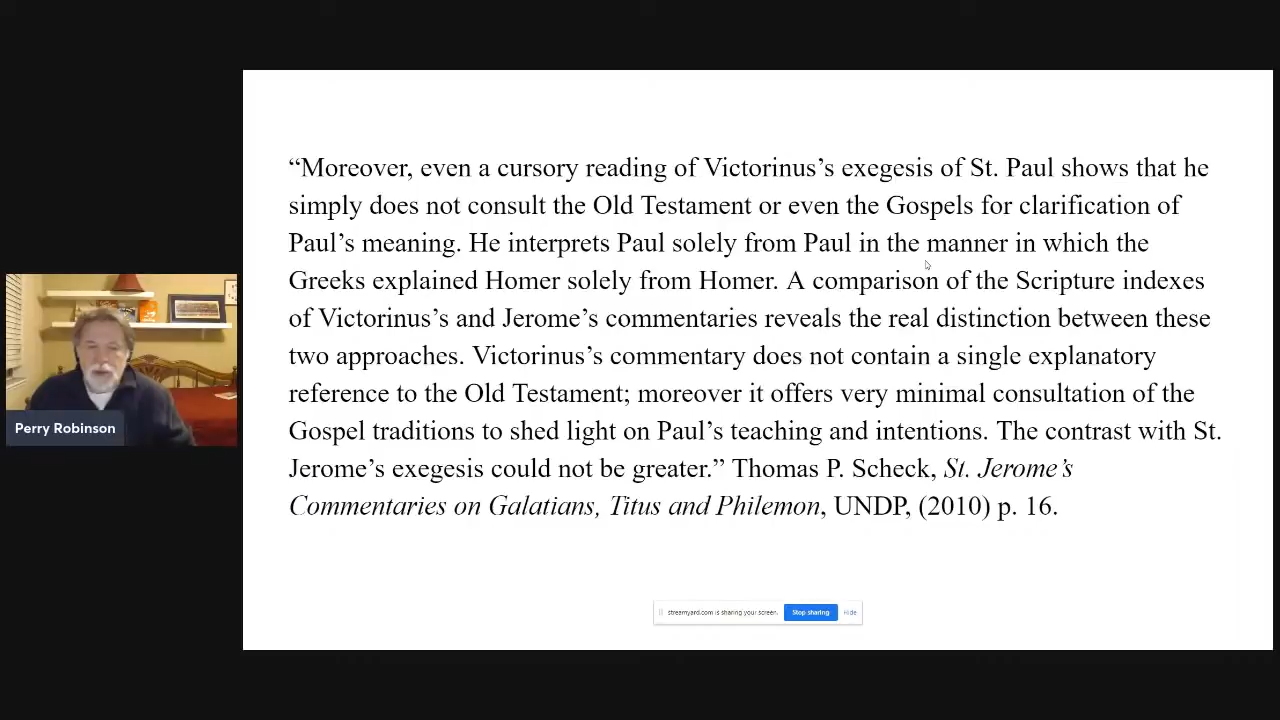 “Moreover, even a cursory reading of Victorinus’s exegesis of St. Paul shows that he
simply does not consult the Old Testament or even the Gospels for clarification of
Paul’s meaning. He interprets Paul solely from Paul in the manner in which the
Greeks explained Homer solely from Homer. A comparison of the Scripture indexes
of Victorinus’s and Jerome’s commentaries reveals the real distinction between these
two approaches. Victorinus’s commentary does not contain a single explanatory
reference to the Old Testament; moreover it offers very minimal consultation of the
Gospel traditions to shed light on Paul’s teaching and intentions. The contrast with St.
Jerome’s exegesis could not be greater.” Thomas P. Scheck, St. Jerome’s
Commentaries on Galatians, Titus and Philemon, UNDP, (2010) p. 16.
Perry Robinson
streamyard.com is sharing your screen. Stop sharing Hide